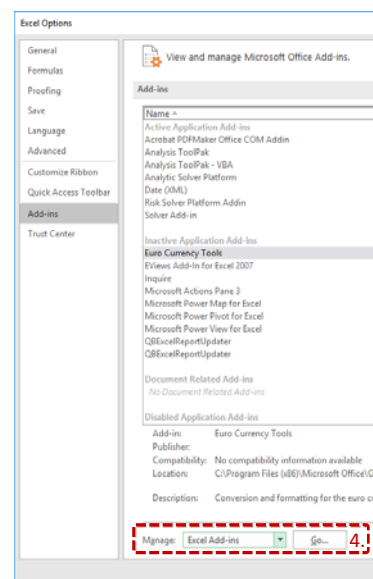 Excel Options
General
Formulas
Proofing
Save
Language
Advanced
Customize Ribbon
Quick Access Toolbar
Add-ins
Trust Center
View and manage Microsoft Office Add-ins.
Add-ins
Name
Active Application Add-ins
Acrobat PDFMaker Office COM Addin
Analysis ToolPak
Analysis ToolPak - VBA
Analytic Solver Platform
Date (XML)
Risk Solver Platform Addin
Solver Add-in
Inactive Application Add-ins
Euro Currency Tools
EViews Add-In for Excel 2007
Inquire
Microsoft Actions Pane 3
Microsoft Power Map for Excel
Microsoft Power Pivot for Excel
Microsoft Power View for Excel
QBExcelReportUpdater
QBExcelReportUpdater
Document Related Add-ins
No Document Related Add-ins
Disabled Application Add-ins
Add-in: Euro Currency Tools
Publisher:
Compatibility: No compatibility information available
Location: C:\Program Files (x86)\Microsoft Office\
Description: Conversion and formatting for the euro
Manage: Excel Add-ins Go... 4.